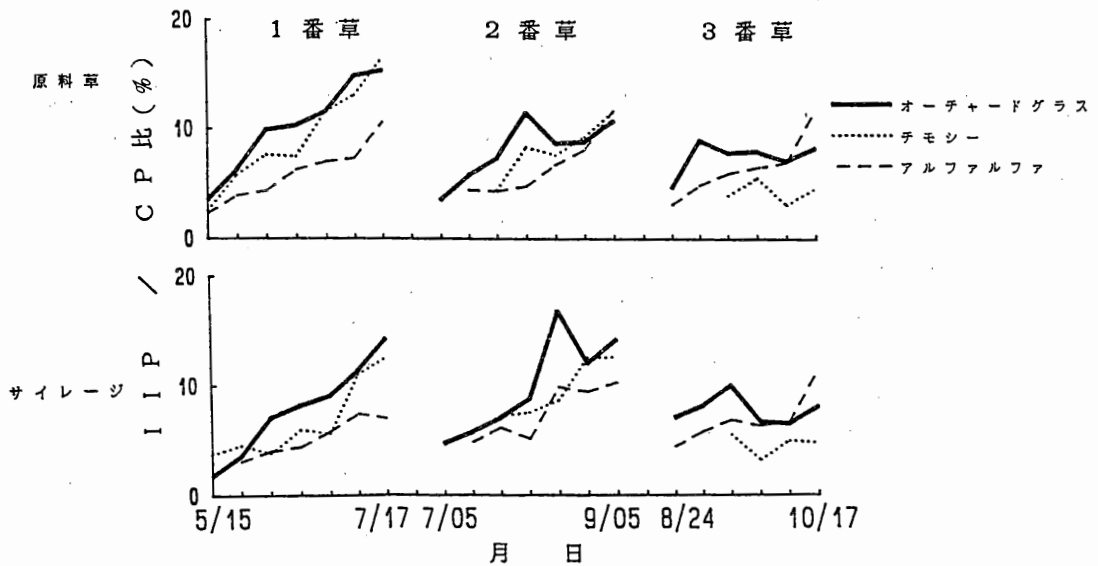 20
1 番 草
2 番 草
3 番 草
原 料 草
10
0
オ ー チ ャ ー ド グ ラ ス
チ モ シ ー
ア ル フ ァ ル フ ァ
I I P / C P 比 ( % )
20
サ イ レ ー ジ
10
0
5/15
7/17
7/05
9/05
8/24
10/17
月 日